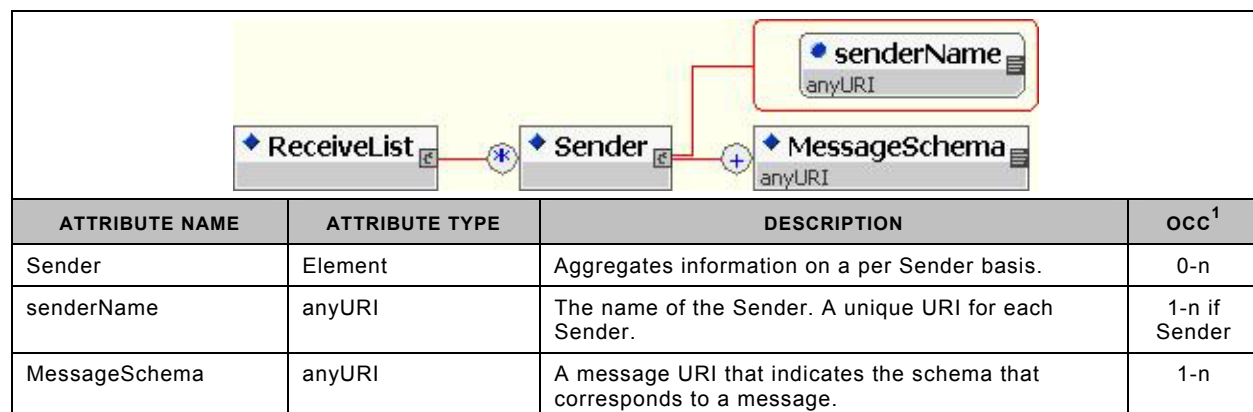 senderName
anyURI
ReceiveList
*
Sender
+
MessageSchema
anyURI
ATTRIBUTE NAME ATTRIBUTE TYPE DESCRIPTION OCC1
Sender Element Aggregates information on a per Sender basis. 0-n
senderName anyURI The name of the Sender. A unique URI for each 1-n if
Sender. Sender
MessageSchema anyURI A message URI that indicates the schema that 1-n
corresponds to a message.